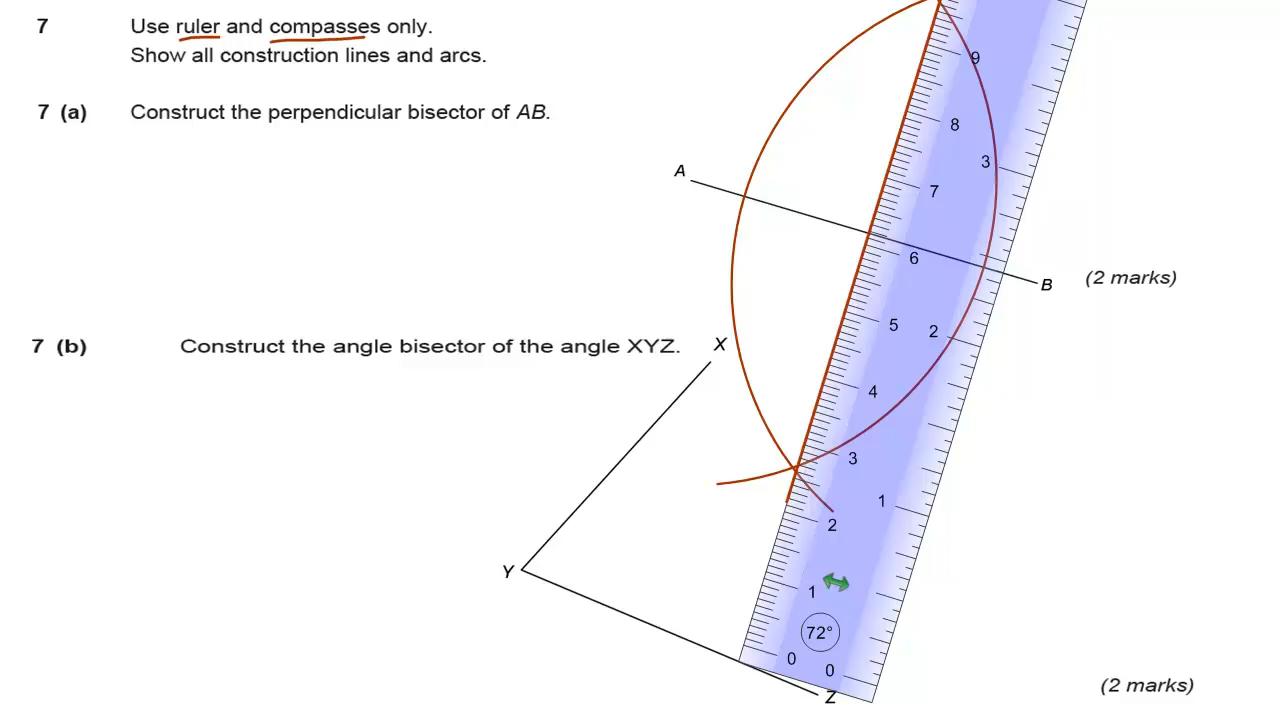 7 Use ruler and compasses only.
Show all construction lines and arcs.
7 (a) Construct the perpendicular bisector of AB.
A
B
(2 marks)
7 (b) Construct the angle bisector of the angle XYZ.
X
Y
Z
(2 marks)
9
8
7
6
5
4
3
2
1
0
3
2
1
0
72°